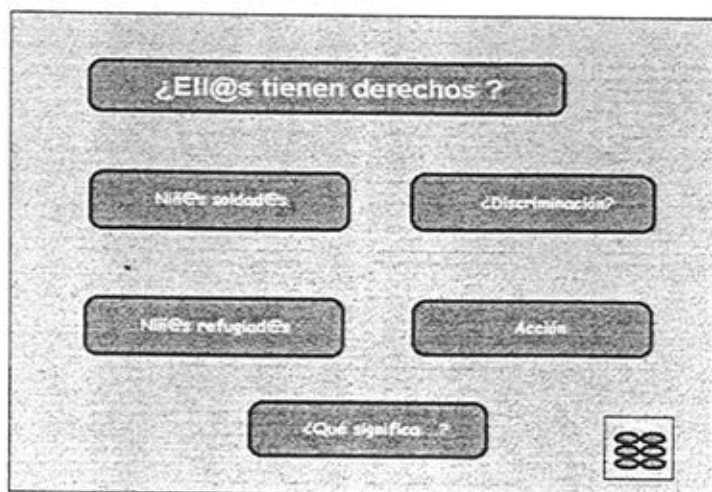 ¿Ell@s tienen derechos ?
Niñ@s soldad@s
¿Discriminación?
Niñ@s refugiad@s
Acción
¿Qué significa...?